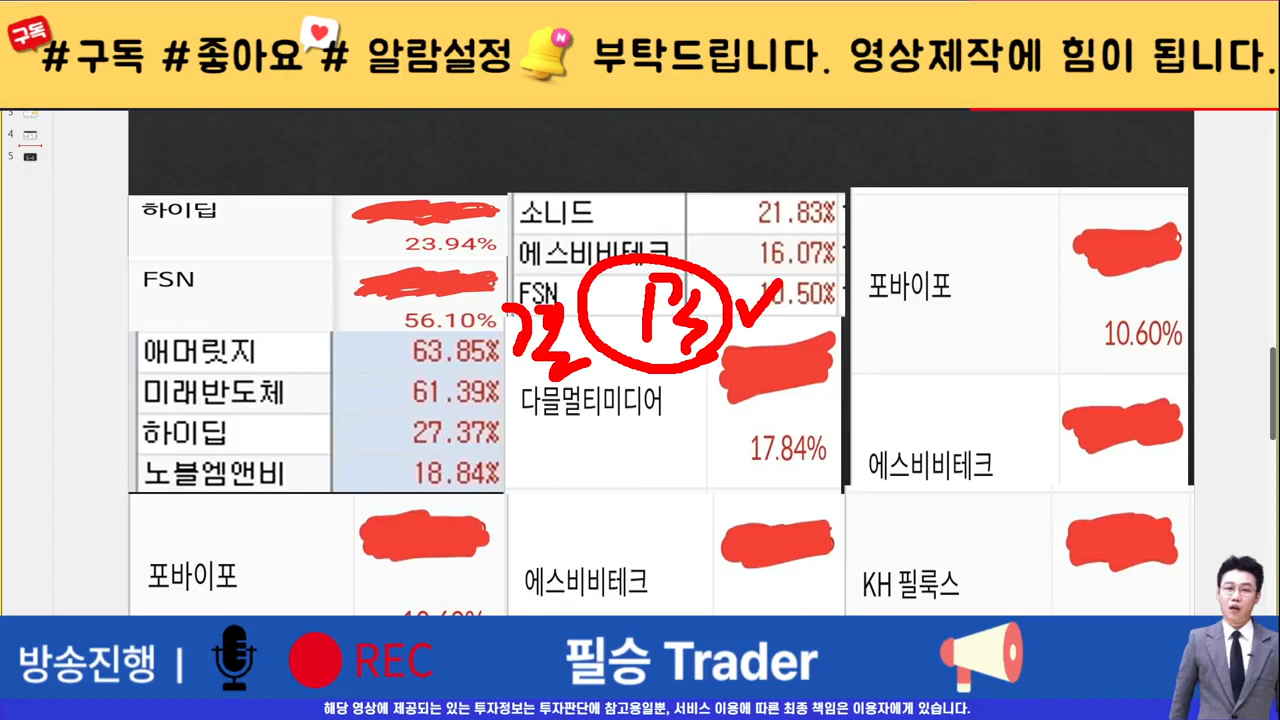 구독
#구독 #좋아요 # 알람설정 N 부탁드립니다. 영상제작에 힘이 됩니다.
4
5
하이딥
23.94%
FSN
56.10%
애머릿지 63.85%
미래반도체 61.39%
하이딥 27.37%
노블엠앤비 18.84%
소니드 21.83%
에스비비테크 16.07%
FSN 10.50%
다믈멀티미디어
17.84%
포바이포
10.60%
에스비비테크
포바이포
에스비비테크
KH 필룩스
방송진행 | REC 필승 Trader
해당 영상에 제공되는 있는 투자정보는 투자판단에 참고용일뿐, 서비스 이용에 따른 최종 책임은 이용자에게 있습니다.